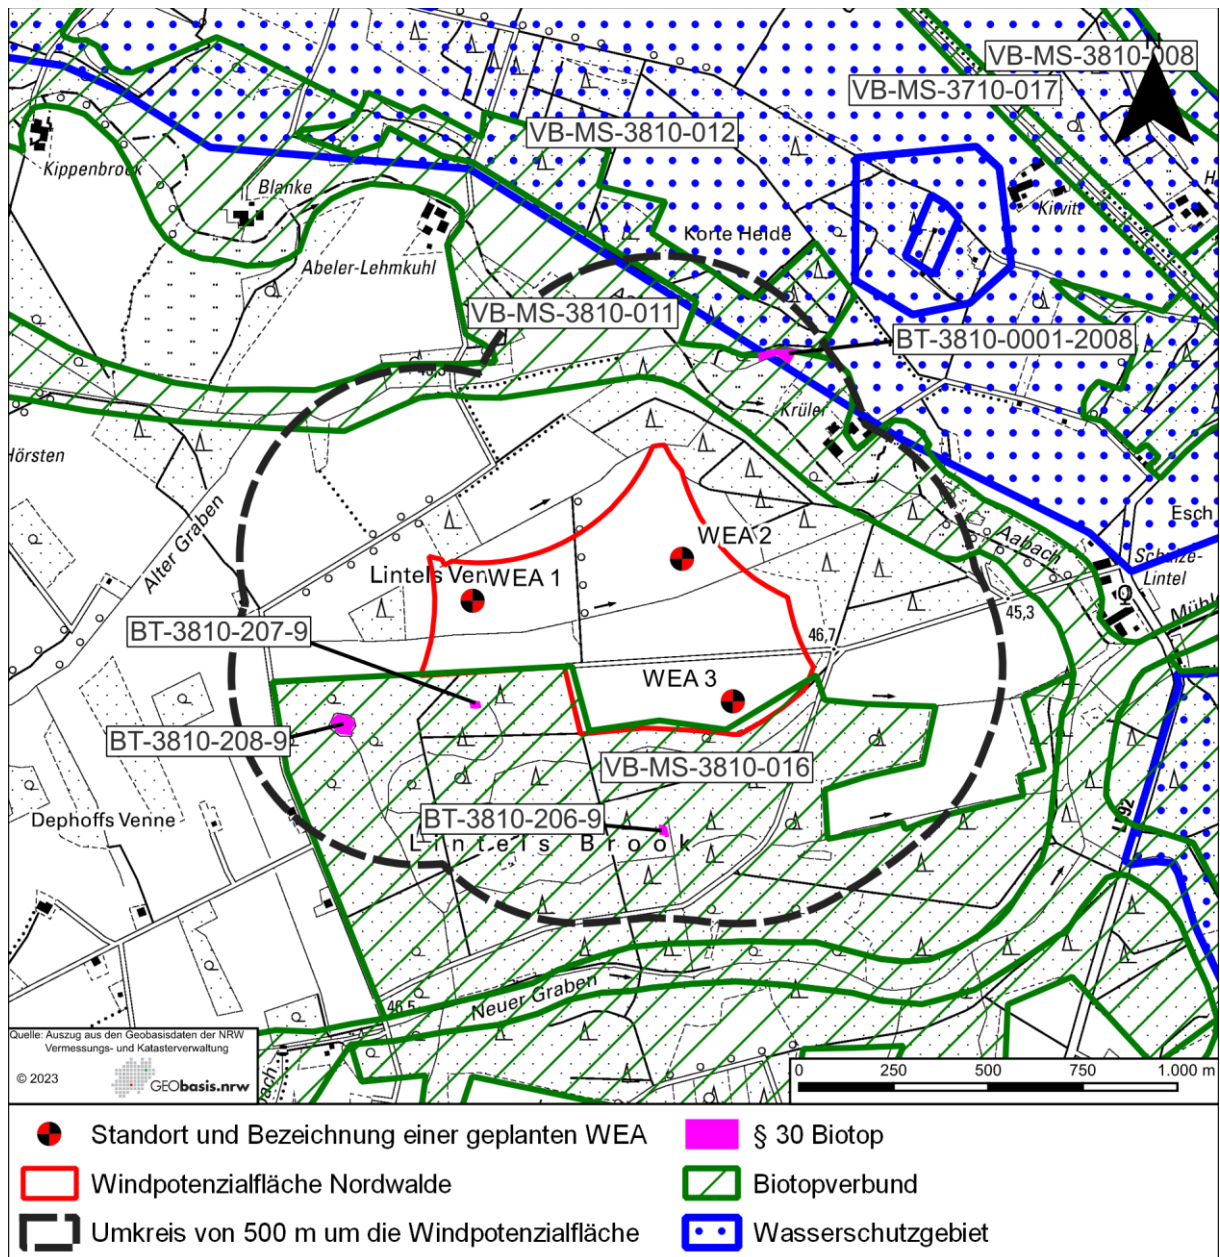 N
VB-MS-3810-008
VB-MS-3710-017
VB-MS-3810-012
Kippenbrock
Blanke
Kiwitt
H
Korte Heide
Abeler-Lehmkuhl
VB-MS-3810-011
BT-3810-0001-2008
Krüler
Hörsten
Alter Graben
Esch
Aabach
Schulze-
Lintel
WEA 2
Lintels Venn
WEA 1
45,3
Mühl
BT-3810-207-9
46,7
WEA 3
BT-3810-208-9
VB-MS-3810-016
BT-3810-206-9
Dephoffs Venne
Lintels Brook
L 592
Neuer Graben
46,5
bach
Quelle: Auszug aus den Geobasisdaten der NRW
Vermessungs- und Katasterverwaltung
© 2023
GEObasis.nrw
0 250 500 750 1.000 m
Standort und Bezeichnung einer geplanten WEA
§ 30 Biotop
Windpotenzialfläche Nordwalde
Biotopverbund
Umkreis von 500 m um die Windpotenzialfläche
Wasserschutzgebiet